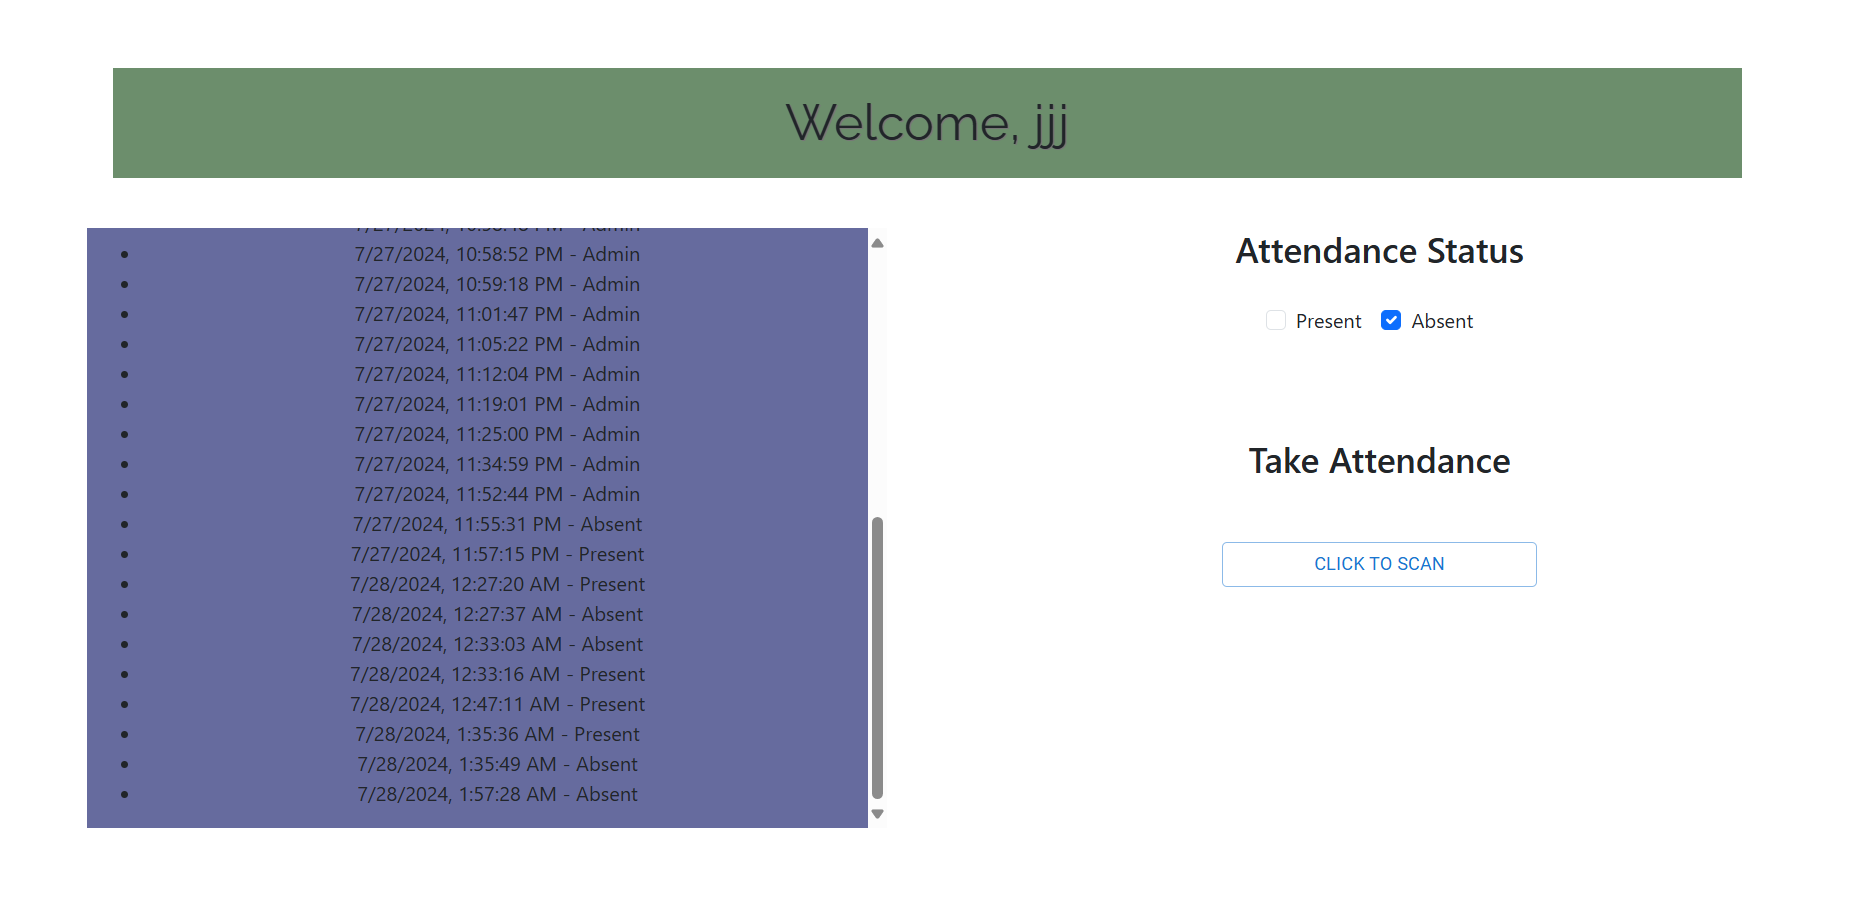 Welcome, jjj
7/27/2024, 10:58:52 PM - Admin
7/27/2024, 10:59:18 PM - Admin
7/27/2024, 11:01:47 PM - Admin
7/27/2024, 11:05:22 PM - Admin
7/27/2024, 11:12:04 PM - Admin
7/27/2024, 11:19:01 PM - Admin
7/27/2024, 11:25:00 PM - Admin
7/27/2024, 11:34:59 PM - Admin
7/27/2024, 11:52:44 PM - Admin
7/27/2024, 11:55:31 PM - Absent
7/27/2024, 11:57:15 PM - Present
7/28/2024, 12:27:20 AM - Present
7/28/2024, 12:27:37 AM - Absent
7/28/2024, 12:33:03 AM - Absent
7/28/2024, 12:33:16 AM - Present
7/28/2024, 12:47:11 AM - Present
7/28/2024, 1:35:36 AM - Present
7/28/2024, 1:35:49 AM - Absent
7/28/2024, 1:57:28 AM - Absent
Attendance Status
Present Absent
Take Attendance
CLICK TO SCAN